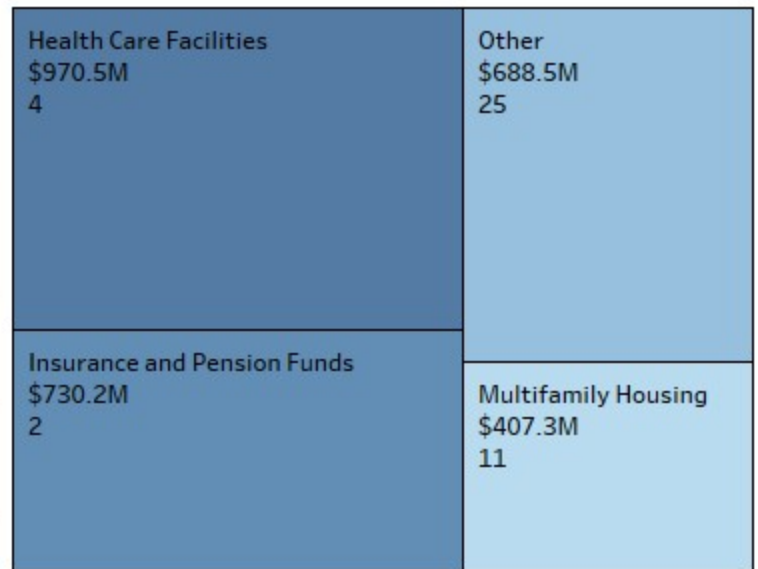 Health Care Facilities
$970.5M
4
Other
$688.5M
25
Insurance and Pension Funds
$730.2M
2
Multifamily Housing
$407.3M
11